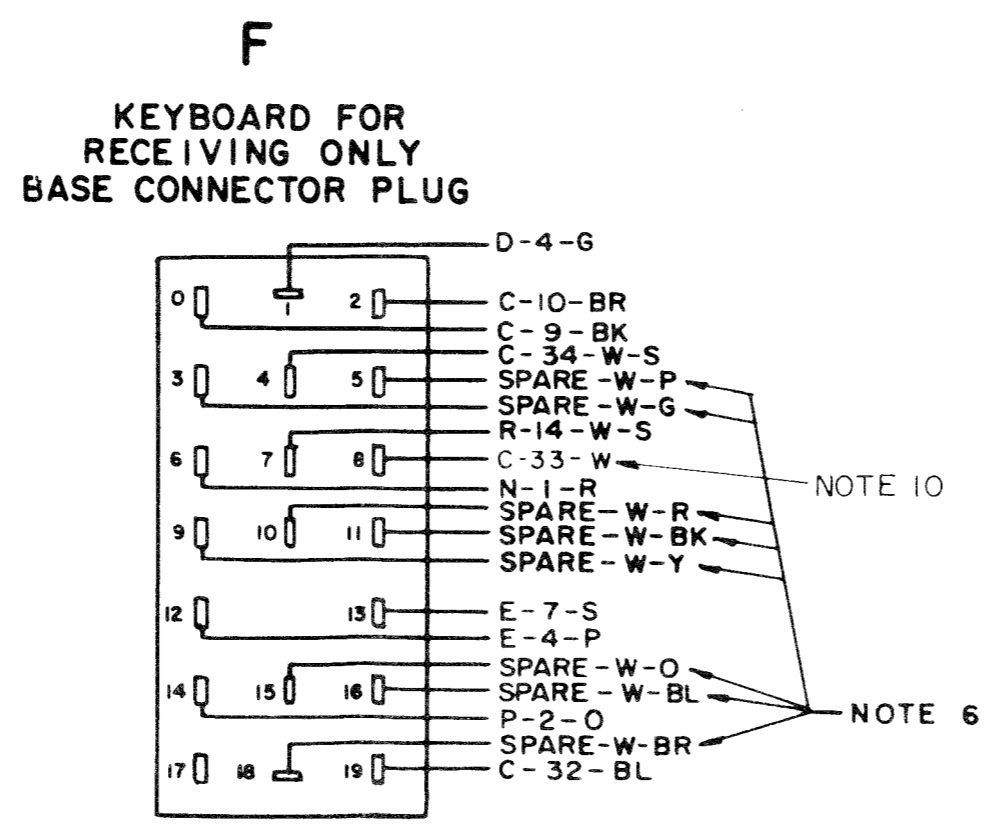 F
KEYBOARD FOR
RECEIVING ONLY
BASE CONNECTOR PLUG
D-4-G
0 1 2 C-10-BR
C-9-BK
C-34-W-S
3 4 5 SPARE-W-P
SPARE-W-G
R-14-W-S
6 7 8 C-33-W
NOTE 10
N-1-R
SPARE-W-R
9 10 11 SPARE-W-BK
SPARE-W-Y
12 13 E-7-S
E-4-P
SPARE-W-O
14 15 16 SPARE-W-BL
P-2-O
NOTE 6
SPARE-W-BR
17 18 19 C-32-BL